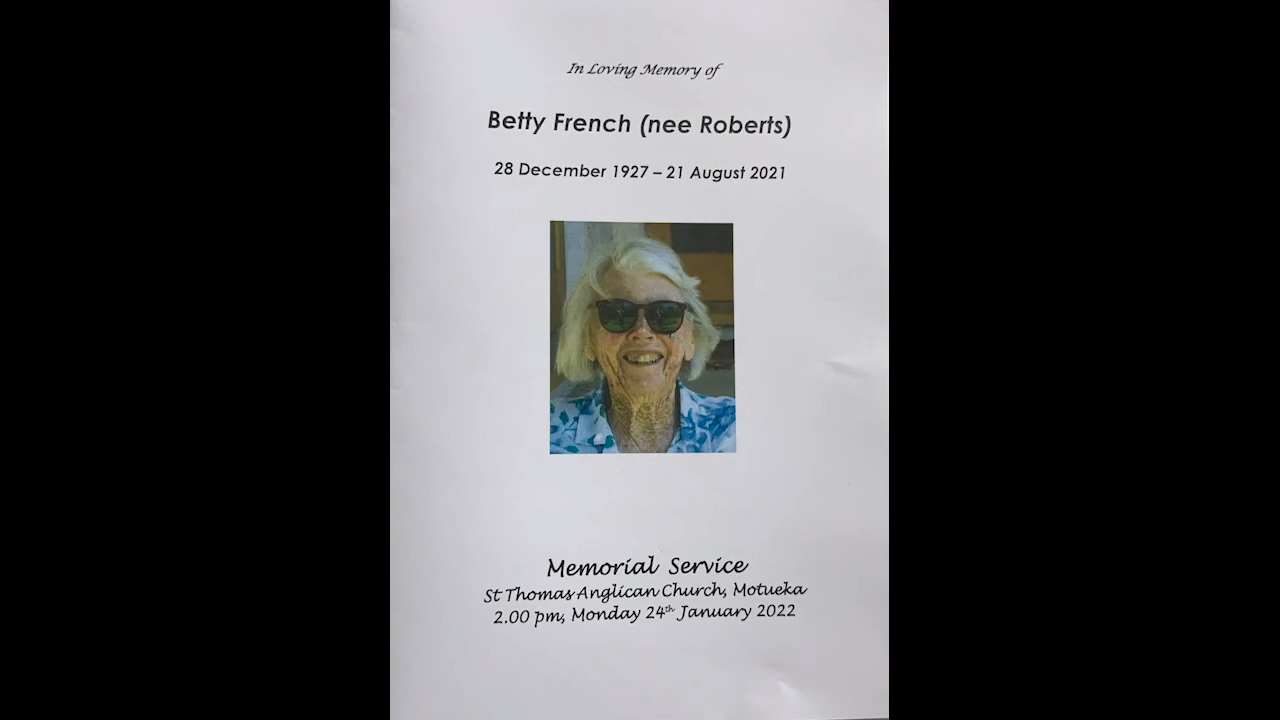 In Loving Memory of
Betty French (nee Roberts)
28 December 1927 – 21 August 2021
Memorial Service
St Thomas Anglican Church, Motueka
2.00 pm, Monday 24th January 2022